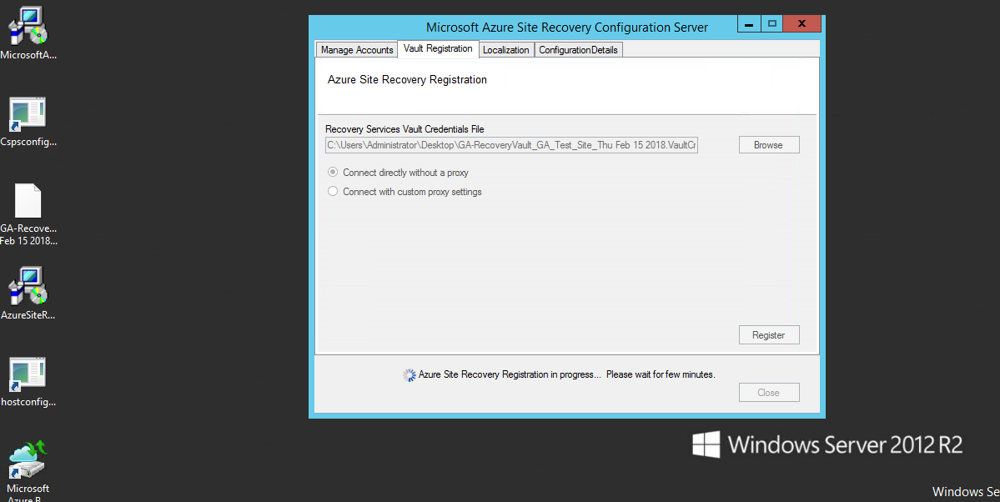 MicrosoftA...
Cspsconfig...
GA-Recove...
Feb 15 2018...
AzureSiteR...
hostconfig...
Microsoft
Azure B...
Microsoft Azure Site Recovery Configuration Server
Manage Accounts Vault Registration Localization ConfigurationDetails
Azure Site Recovery Registration
Recovery Services Vault Credentials File
C:\Users\Administrator\Desktop\GA-RecoveryVault_GA_Test_Site_Thu Feb 15 2018.VaultCr
Browse
Connect directly without a proxy
Connect with custom proxy settings
Register
Azure Site Recovery Registration in progress... Please wait for few minutes.
Close
Windows Server 2012 R2
Windows Se